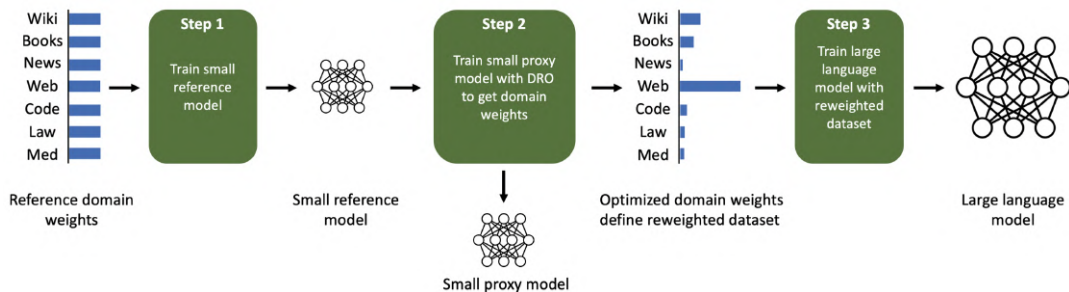 Wiki
Books
News
Web
Code
Law
Med
Reference domain
weights
Step 1
Train small
reference
model
Small reference
model
Step 2
Train small proxy
model with DRO
to get domain
weights
Small proxy model
Wiki
Books
News
Web
Code
Law
Med
Optimized domain weights
define reweighted dataset
Step 3
Train large
language
model with
reweighted
dataset
Large language
model